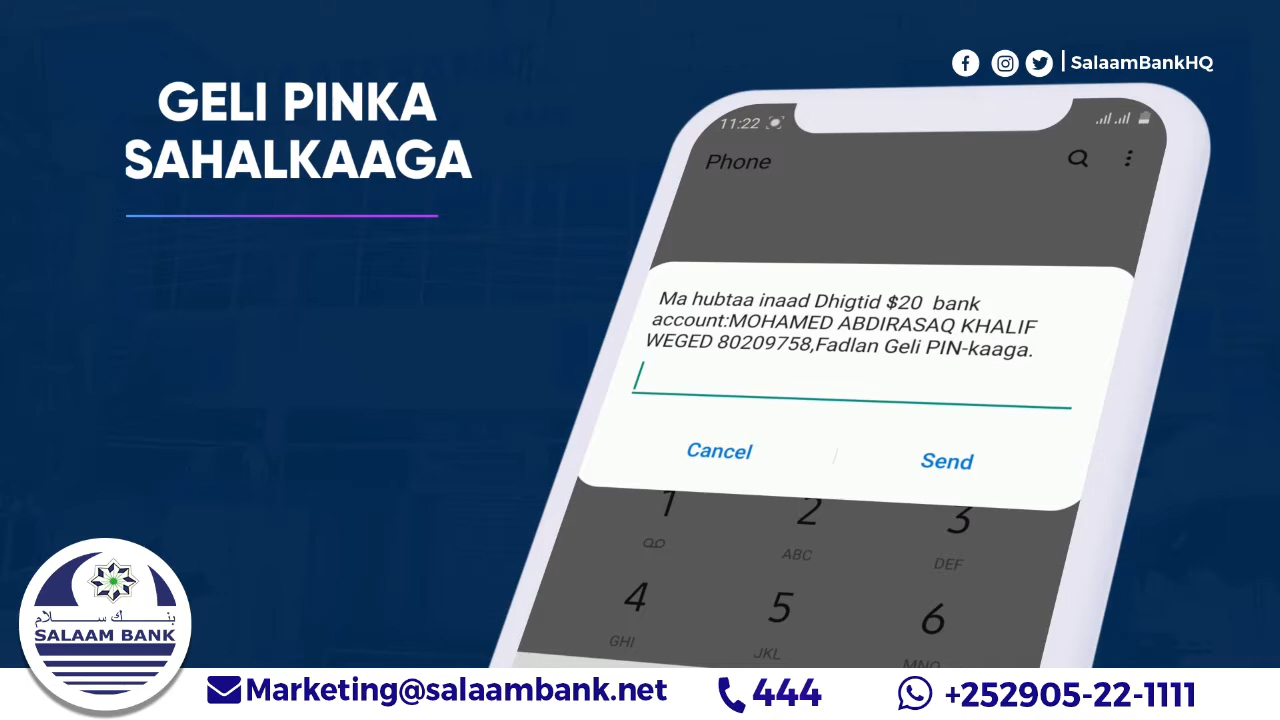 GELI PINKA
SAHALKAAGA
| SalaamBankHQ
11:22
Phone
Ma hubtaa inaad Dhigtid $20 bank
account:MOHAMED ABDIRASAQ KHALIF
WEGED 80209758,Fadlan Geli PIN-kaaga.
Cancel
Send
1 2 3
ABC DEF
4 5 6
GHI JKL MNO
بنك سلام
SALAAM BANK
Marketing@salaambank.net
444
+252905-22-1111